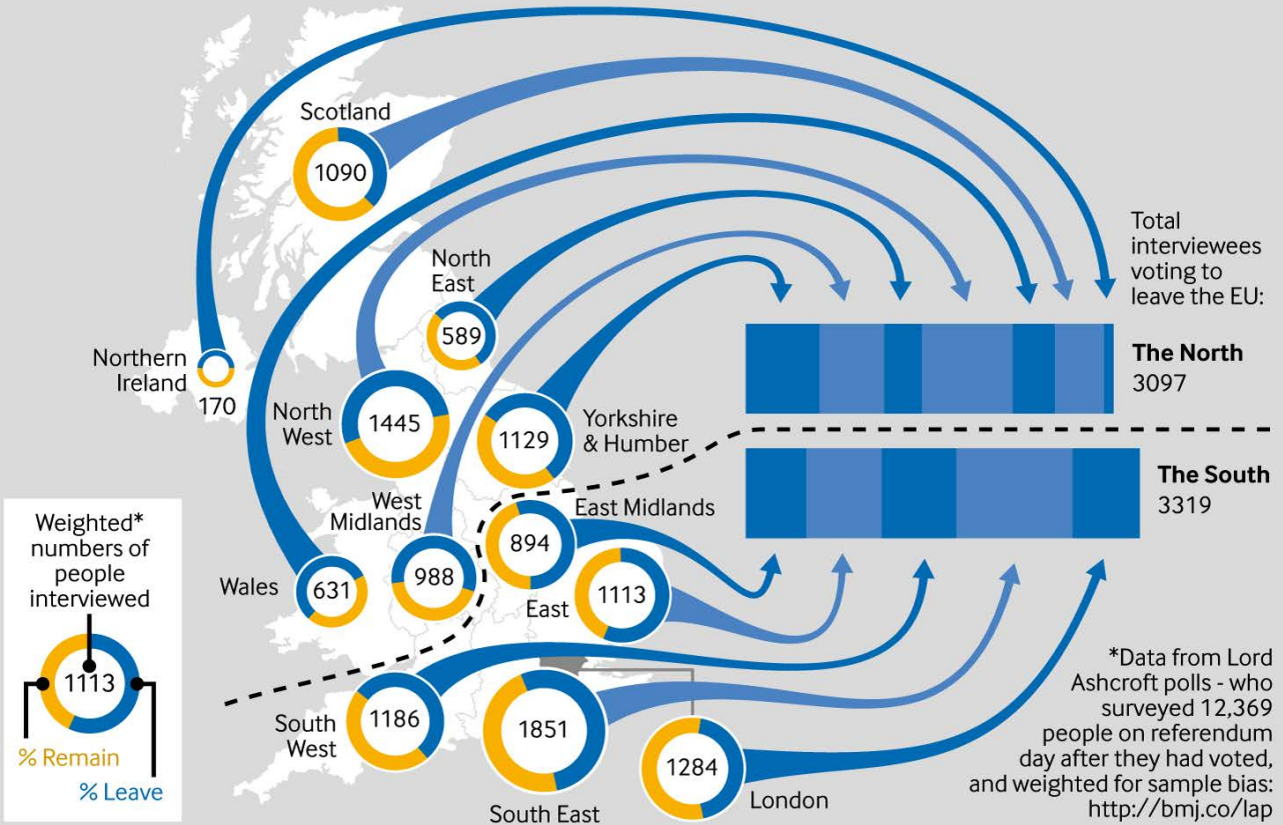 Scotland
1090
North
East
589
Northern
Ireland
170
North
West
1445
Yorkshire
& Humber
1129
West
Midlands
988
East Midlands
894
Wales
631
East
1113
South
West
1186
1851
South East
1284
London
Total
interviewees
voting to
leave the EU:
The North
3097
The South
3319
Weighted*
numbers of
people
interviewed
1113
% Remain
% Leave
*Data from Lord
Ashcroft polls - who
surveyed 12,369
people on referendum
day after they had voted,
and weighted for sample bias:
http://bmj.co/lap